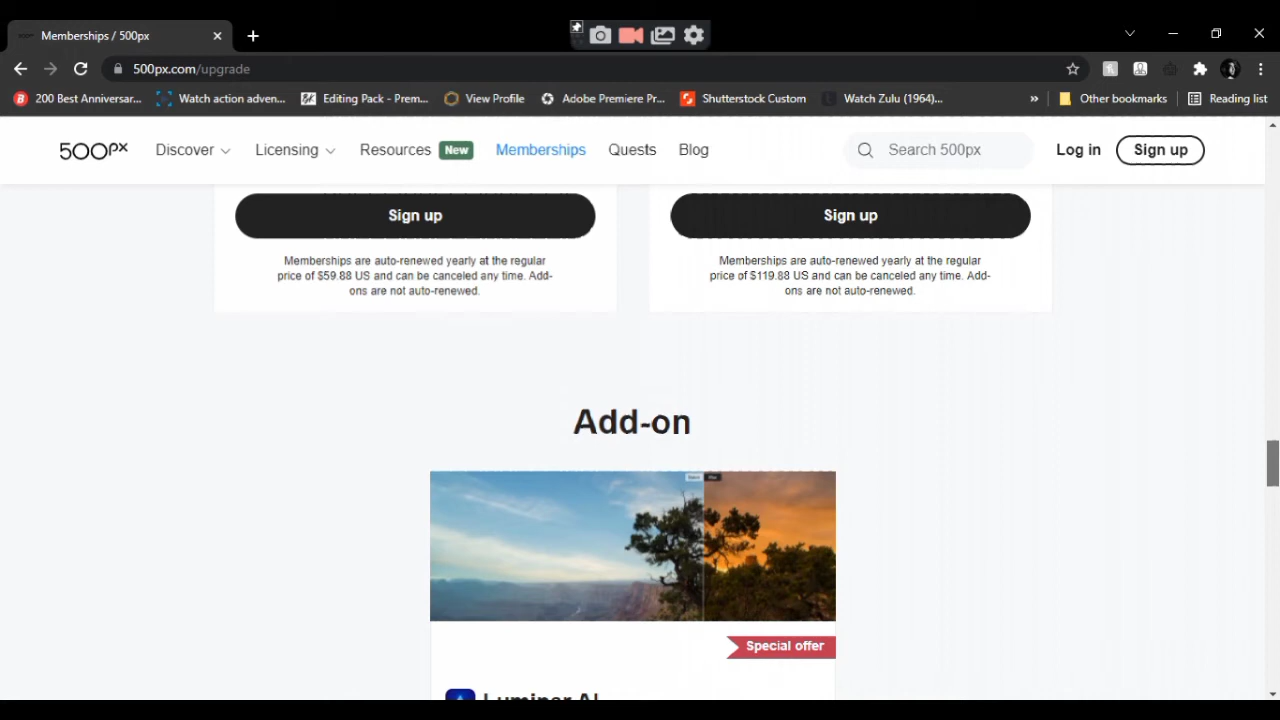 Memberships / 500px
500px.com/upgrade
200 Best Anniversar... Watch action adven... Editing Pack - Prem... View Profile Adobe Premiere Pr... Shutterstock Custom Watch Zulu (1964)... » Other bookmarks Reading list
500px Discover Licensing Resources New Memberships Quests Blog Search 500px Log in Sign up
Sign up
Memberships are auto-renewed yearly at the regular
price of $59.88 US and can be canceled any time. Add-
ons are not auto-renewed.
Sign up
Memberships are auto-renewed yearly at the regular
price of $119.88 US and can be canceled any time. Add-
ons are not auto-renewed.
Add-on
Special offer
Luminar AI